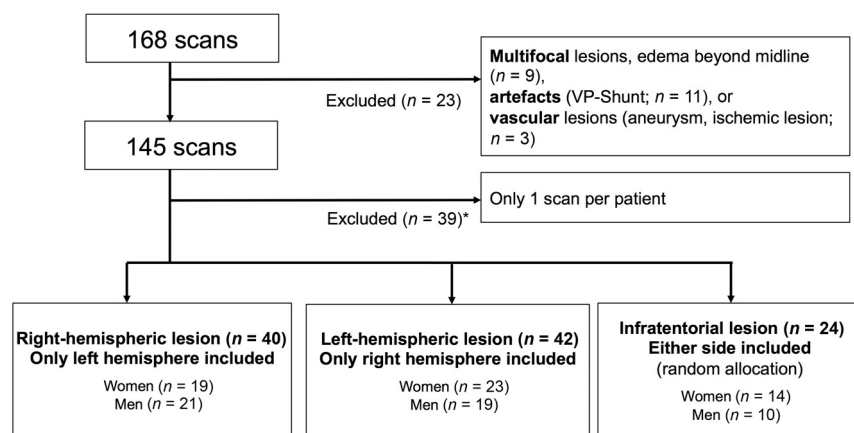 168 scans
Excluded (n = 23)
Multifocal lesions, edema beyond midline
(n = 9),
artefacts (VP-Shunt; n = 11), or
vascular lesions (aneurysm, ischemic lesion;
n = 3)
145 scans
Excluded (n = 39)*
Only 1 scan per patient
Right-hemispheric lesion (n = 40)
Only left hemisphere included
Women (n = 19)
Men (n = 21)
Left-hemispheric lesion (n = 42)
Only right hemisphere included
Women (n = 23)
Men (n = 19)
Infratentorial lesion (n = 24)
Either side included
(random allocation)
Women (n = 14)
Men (n = 10)